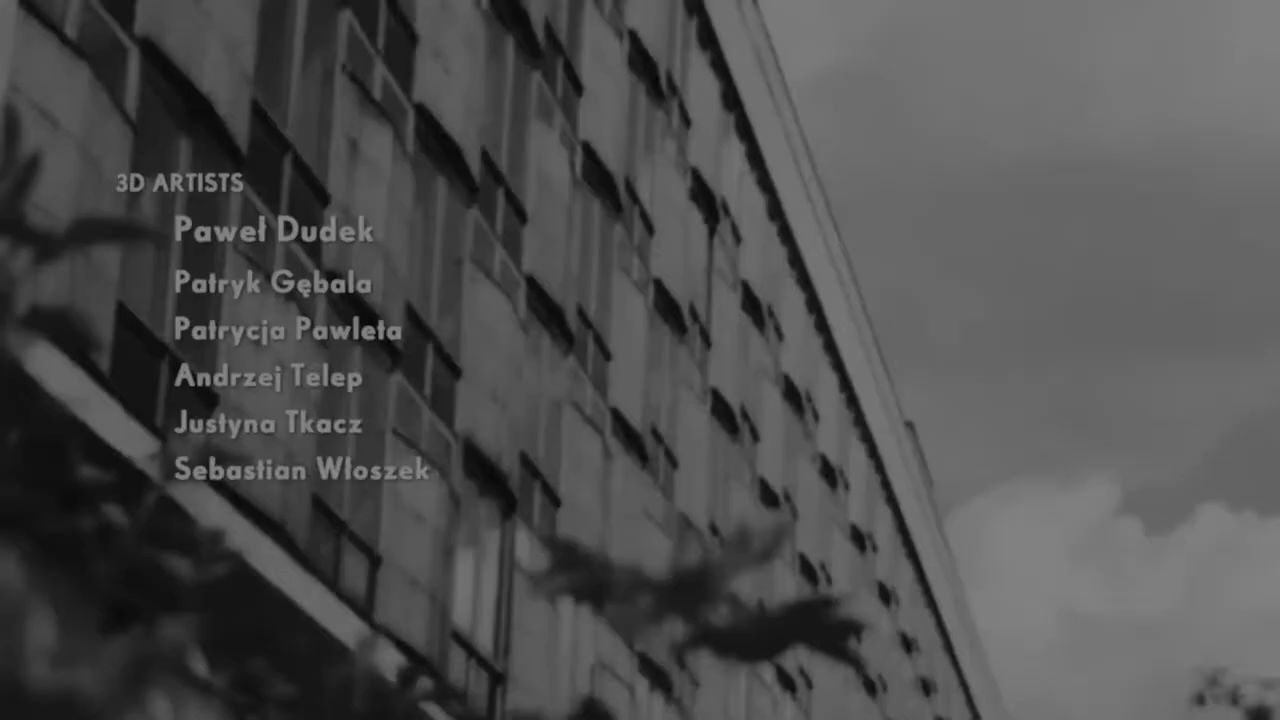 3D ARTISTS
Paweł Dudek
Patryk Gębala
Patrycja Pawleta
Andrzej Telep
Justyna Tkacz
Sebastian Włoszek